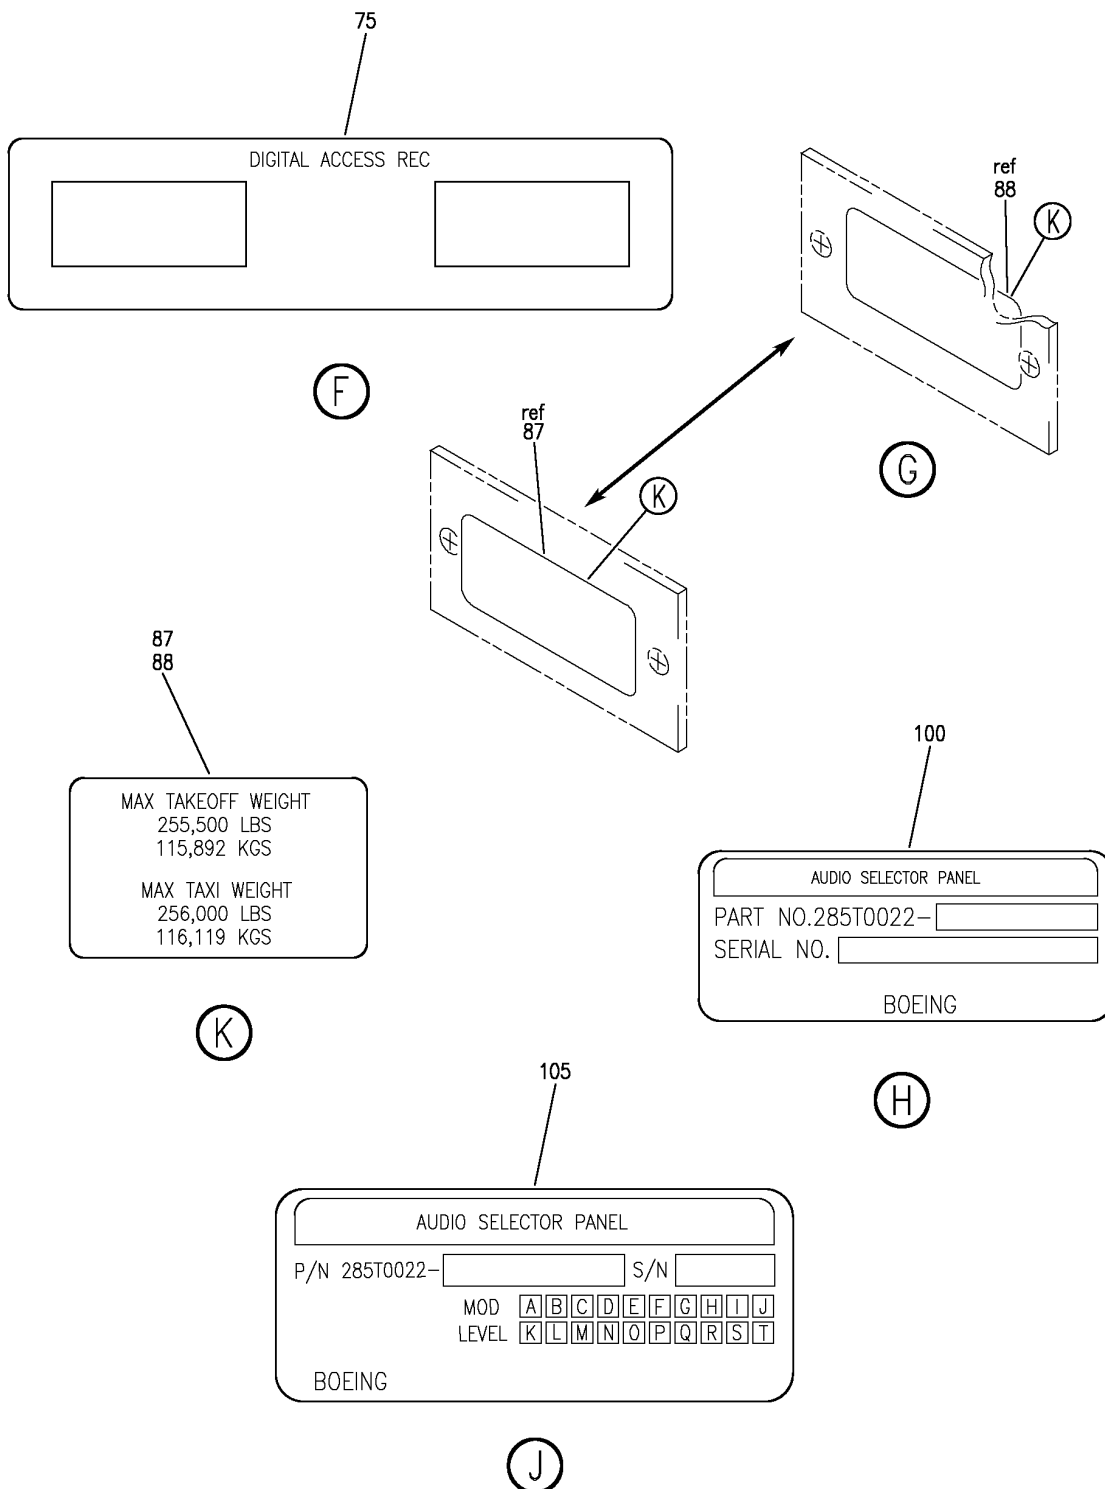 75
DIGITAL ACCESS REC
F
ref
88
K
G
ref
87
K
87
88
MAX TAKEOFF WEIGHT
255,500 LBS
115,892 KGS
MAX TAXI WEIGHT
256,000 LBS
116,119 KGS
K
100
AUDIO SELECTOR PANEL
PART NO.285T0022-
SERIAL NO.
BOEING
H
105
AUDIO SELECTOR PANEL
P/N 285T0022- S/N
MOD A B C D E F G H I J
LEVEL K L M N O P Q R S T
BOEING
J